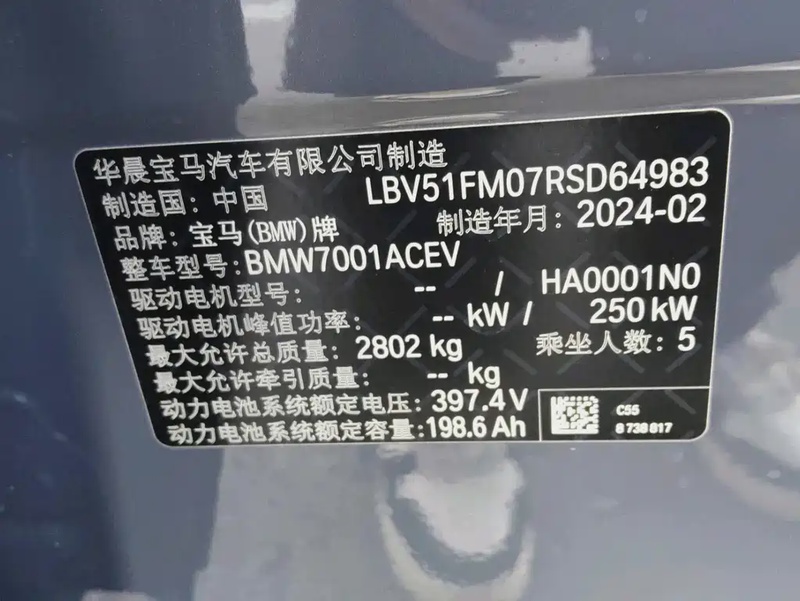 华晨宝马汽车有限公司制造
制造国: 中国 LBV51FM07RSD64983
品牌: 宝马(BMW)牌 制造年月: 2024-02
整车型号: BMW7001ACEV
驱动电机型号: -- / HA0001N0
驱动电机峰值功率: -- kW / 250 kW
最大允许总质量: 2802 kg 乘坐人数: 5
最大允许牵引质量: -- kg
动力电池系统额定电压: 397.4 V
动力电池系统额定容量: 198.6 Ah
C55
8 738 817